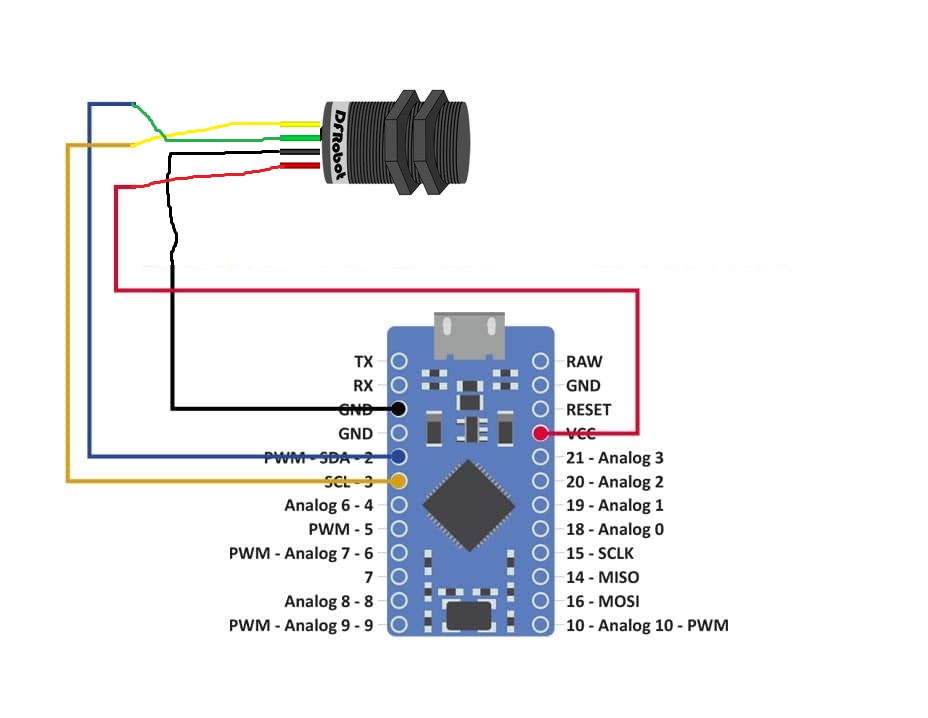 DFRobot
TX
RX
GND
GND
PWM - SDA - 2
SCL - 3
Analog 6 - 4
PWM - 5
PWM - Analog 7 - 6
7
Analog 8 - 8
PWM - Analog 9 - 9
RAW
GND
RESET
VCC
21 - Analog 3
20 - Analog 2
19 - Analog 1
18 - Analog 0
15 - SCLK
14 - MISO
16 - MOSI
10 - Analog 10 - PWM